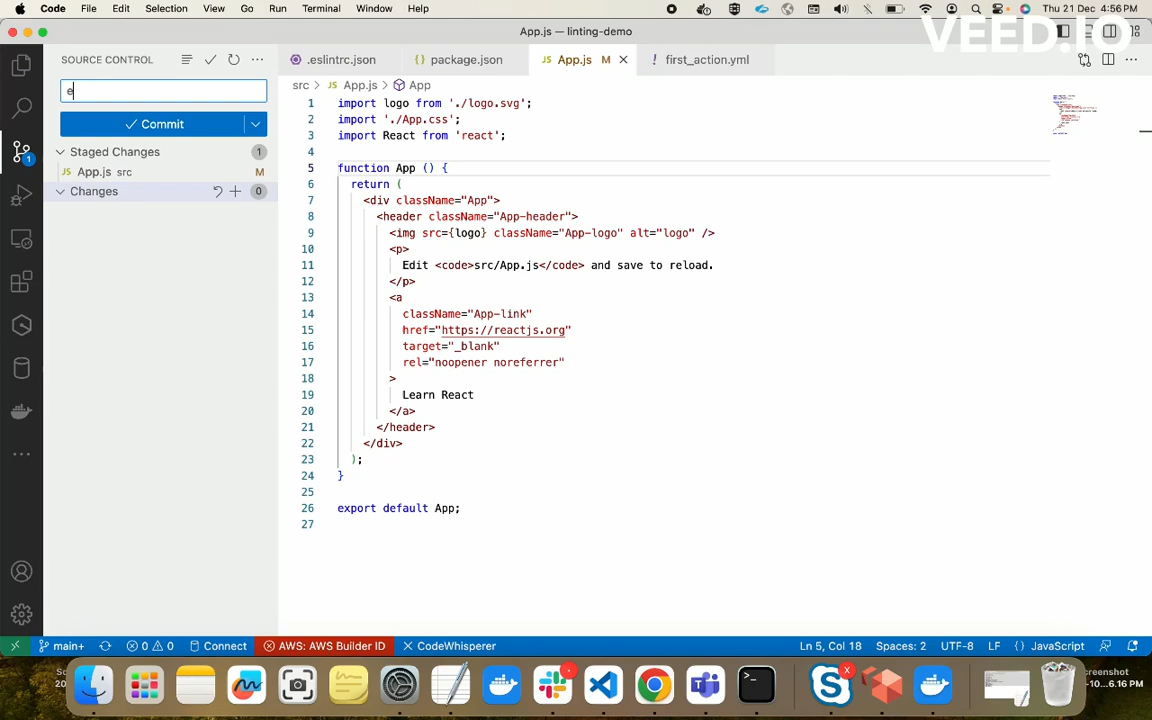 Code File Edit Selection View Go Run Terminal Window Help Thu 21 Dec 4:56 PM
App.js — linting-demo
VEED.IO
SOURCE CONTROL
.eslintrc.json
package.json
App.js M
first_action.yml
src > App.js > App
e
Commit
Staged Changes 1
App.js src M
Changes 0
1 import logo from './logo.svg';
2 import './App.css';
3 import React from 'react';
4
5 function App () {
6 return (
7 <div className="App">
8 <header className="App-header">
9 <img src={logo} className="App-logo" alt="logo" />
10 <p>
11 Edit <code>src/App.js</code> and save to reload.
12 </p>
13 <a
14 className="App-link"
15 href="https://reactjs.org"
16 target="_blank"
17 rel="noopener noreferrer"
18 >
19 Learn React
20 </a>
21 </header>
22 </div>
23 );
24 }
25
26 export default App;
27
1
main+ 0 0 Connect AWS: AWS Builder ID CodeWhisperer Ln 5, Col 18 Spaces: 2 UTF-8 LF {} JavaScript
Screenshot
-10...6.16 PM